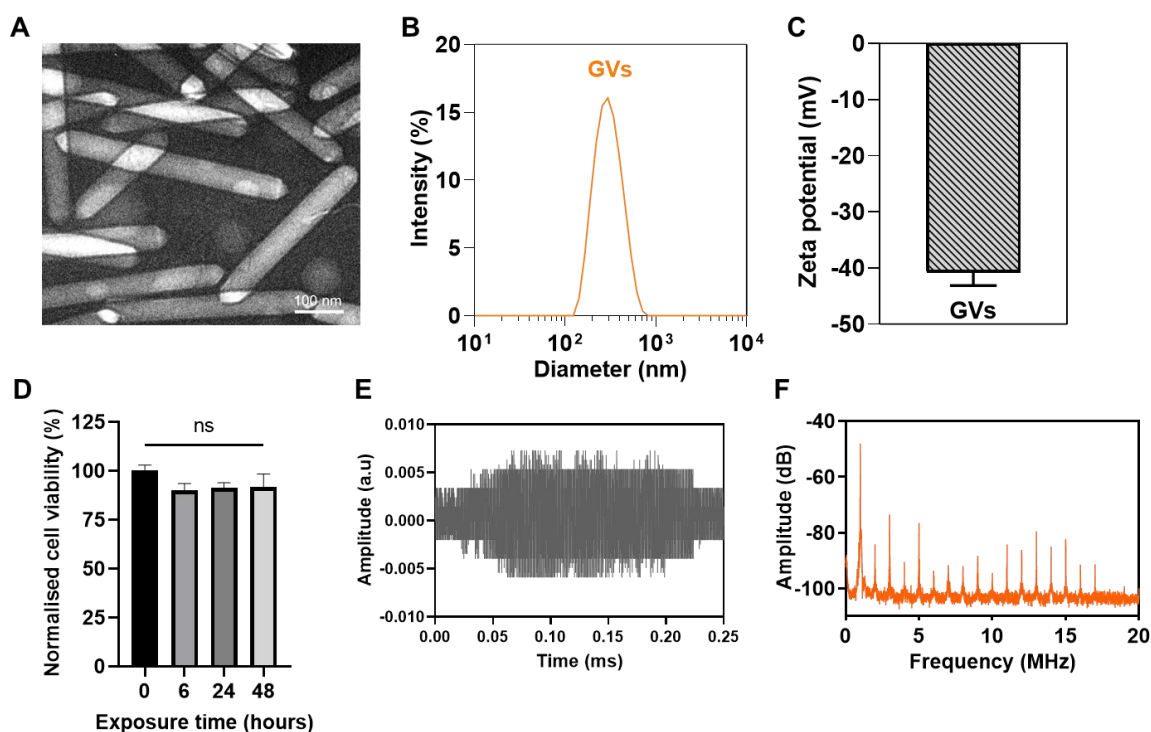 A
100 nm
B
20
15
10
5
0
Intensity (%)
GVs
10¹ 10² 10³ 10⁴
Diameter (nm)
C
0
-10
-20
-30
-40
-50
Zeta potential (mV)
GVs
D
125
100
75
50
25
0
Normalised cell viability (%)
ns
0 6 24 48
Exposure time (hours)
E
0.010
0.005
0.000
-0.005
-0.010
Amplitude (a.u)
0.00 0.05 0.10 0.15 0.20 0.25
Time (ms)
F
-40
-60
-80
-100
Amplitude (dB)
0 5 10 15 20
Frequency (MHz)